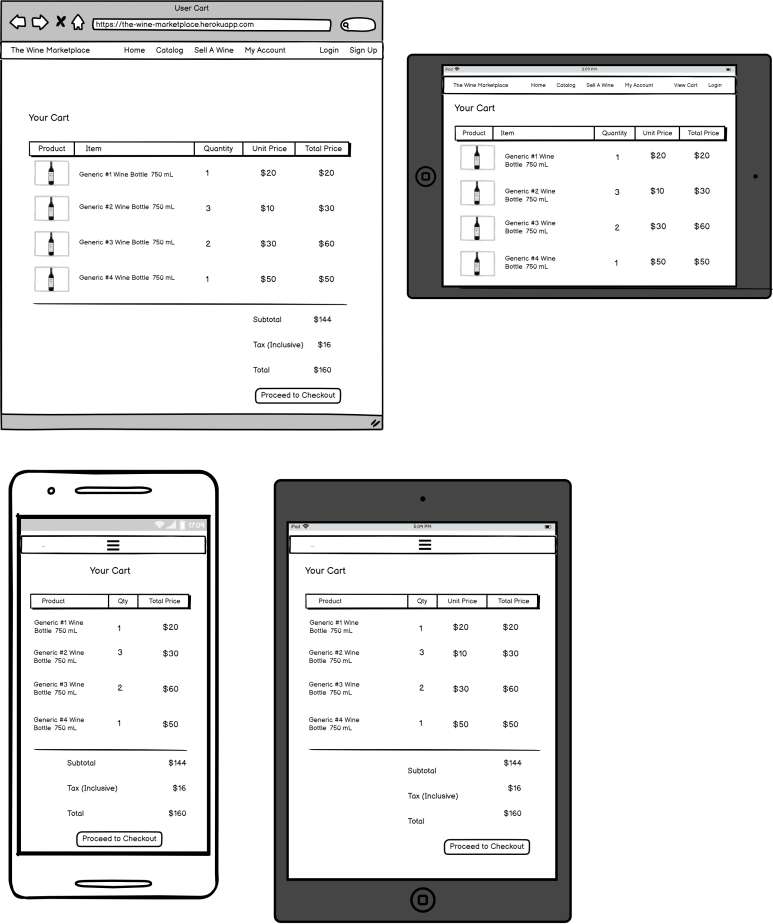 User Cart
https://the-wine-marketplace.herokuapp.com
The Wine Marketplace Home Catalog Sell A Wine My Account Login Sign Up
Your Cart
Product Item Quantity Unit Price Total Price
Generic #1 Wine Bottle 750 mL 1 $20 $20
Generic #2 Wine Bottle 750 mL 3 $10 $30
Generic #3 Wine Bottle 750 mL 2 $30 $60
Generic #4 Wine Bottle 750 mL 1 $50 $50
Subtotal $144
Tax (Inclusive) $16
Total $160
Proceed to Checkout
iPad 5:09 PM
The Wine Marketplace Home Catalog Sell A Wine My Account View Cart Login
Your Cart
Product Item Quantity Unit Price Total Price
Generic #1 Wine
Bottle 750 mL 1 $20 $20
Generic #2 Wine
Bottle 750 mL 3 $10 $30
Generic #3 Wine
Bottle 750 mL 2 $30 $60
Generic #4 Wine
Bottle 750 mL 1 $50 $50
17:09
Your Cart
Product Qty Total Price
Generic #1 Wine
Bottle 750 mL 1 $20
Generic #2 Wine
Bottle 750 mL 3 $30
Generic #3 Wine
Bottle 750 mL 2 $60
Generic #4 Wine
Bottle 750 mL 1 $50
Subtotal $144
Tax (Inclusive) $16
Total $160
Proceed to Checkout
iPad 5:09 PM
Your Cart
Product Qty Unit Price Total Price
Generic #1 Wine
Bottle 750 mL 1 $20 $20
Generic #2 Wine
Bottle 750 mL 3 $10 $30
Generic #3 Wine
Bottle 750 mL 2 $30 $60
Generic #4 Wine
Bottle 750 mL 1 $50 $50
Subtotal $144
Tax (Inclusive) $16
Total $160
Proceed to Checkout